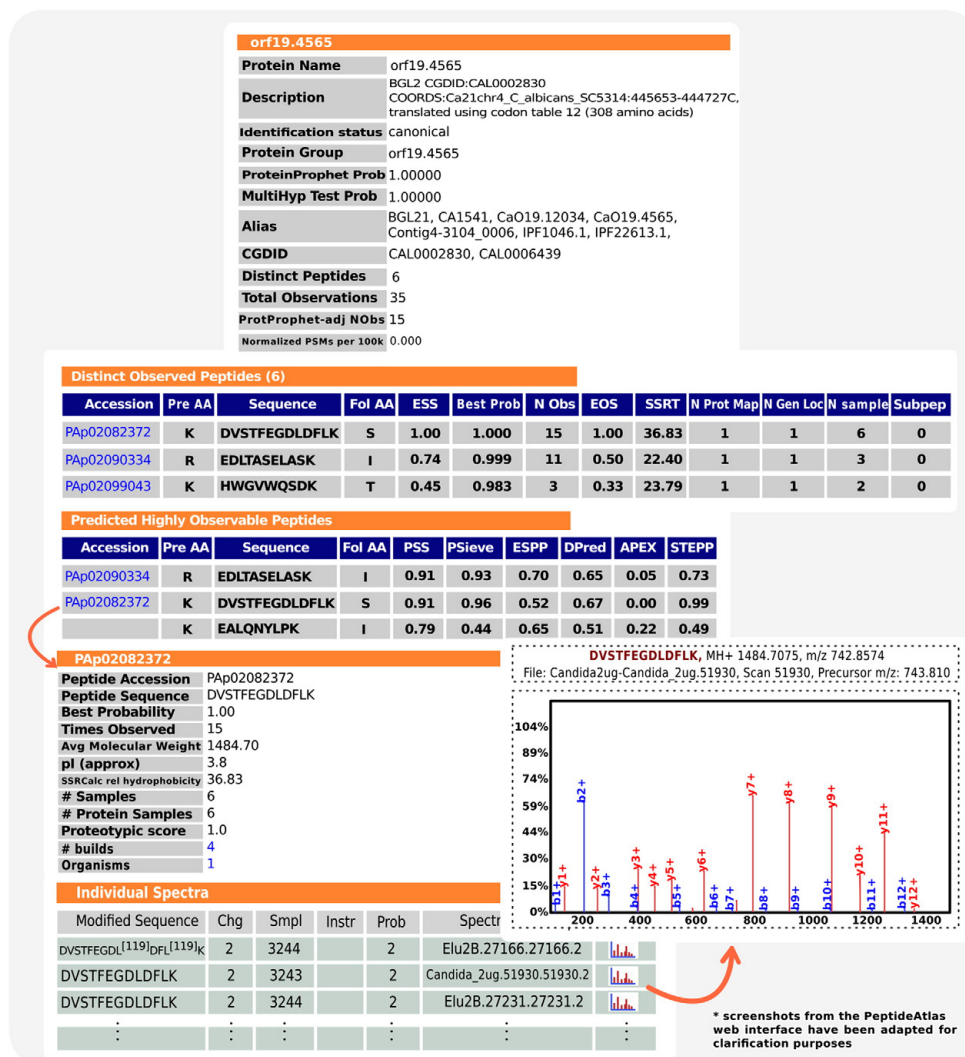 orf19.4565
Protein Name orf19.4565
Description BGL2 CGDID:CAL0002830
COORDS:Ca21chr4_C_albicans_SC5314:445653-444727C,
translated using codon table 12 (308 amino acids)
Identification status canonical
Protein Group orf19.4565
ProteinProphet Prob 1.00000
MultiHyp Test Prob 1.00000
Alias BGL21, CA1541, CaO19.12034, CaO19.4565,
Contig4-3104_0006, IPF1046.1, IPF22613.1,
CGDID CAL0002830, CAL0006439
Distinct Peptides 6
Total Observations 35
ProtProphet-adj NObs 15
Normalized PSMs per 100k 0.000
Distinct Observed Peptides (6)
Accession Pre AA Sequence Fol AA ESS Best Prob N Obs EOS SSRT N Prot Map N Gen Loc N sample Subpep
PAp02082372 K DVSTFEGDLDFLK S 1.00 1.000 15 1.00 36.83 1 1 6 0
PAp02090334 R EDLTASELASK I 0.74 0.999 11 0.50 22.40 1 1 3 0
PAp02099043 K HWGVWQSDK T 0.45 0.983 3 0.33 23.79 1 1 2 0
Predicted Highly Observable Peptides
Accession Pre AA Sequence Fol AA PSS PSieve ESPP DPred APEX STEPP
PAp02090334 R EDLTASELASK I 0.91 0.93 0.70 0.65 0.05 0.73
PAp02082372 K DVSTFEGDLDFLK S 0.91 0.96 0.52 0.67 0.00 0.99
K EALQNYLPK I 0.79 0.44 0.65 0.51 0.22 0.49
PAp02082372
Peptide Accession PAp02082372
Peptide Sequence DVSTFEGDLDFLK
Best Probability 1.00
Times Observed 15
Avg Molecular Weight 1484.70
pI (approx) 3.8
SSRCalc rel hydrophobicity 36.83
# Samples 6
# Protein Samples 6
Proteotypic score 1.0
# builds 4
Organisms 1
DVSTFEGDLDFLK, MH+ 1484.7075, m/z 742.8574
File: Candida2ug-Candida_2ug.51930, Scan 51930, Precursor m/z: 743.810
104%
89%
74%
59%
44%
30%
15%
0%
b1+ y1+ b2+ y2+ b3+ b4+ y3+ y4+ y5+ b5+ y6+ b6+ b7+ y7+ b8+ y8+ b9+ b10+ y9+ y10+ b11+ y11+ b12+ y12+
200 400 600 800 1000 1200 1400
Individual Spectra
Modified Sequence Chg Smpl Instr Prob Spectr
DVSTFEGDL[119]DFL[119]K 2 3244 2 Elu2B.27166.27166.2
DVSTFEGDLDFLK 2 3243 2 Candida_2ug.51930.51930.2
DVSTFEGDLDFLK 2 3244 2 Elu2B.27231.27231.2
* screenshots from the PeptideAtlas
web interface have been adapted for
clarification purposes